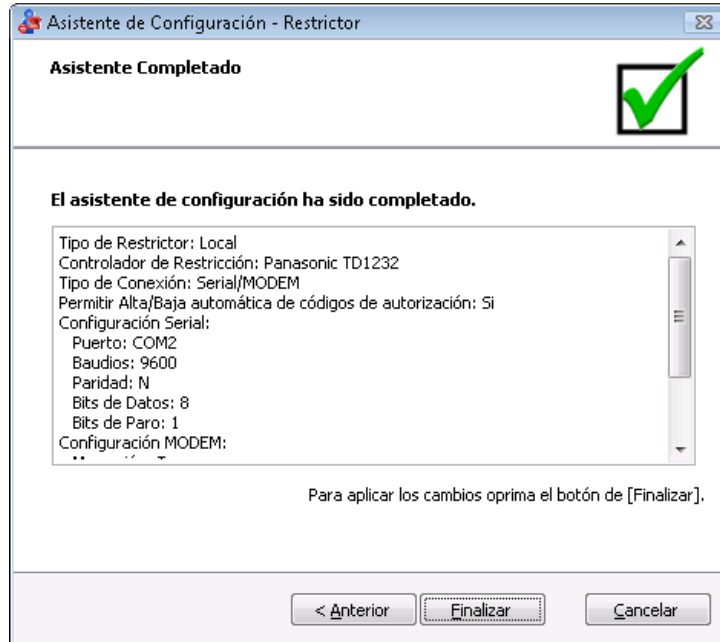 Asistente de Configuración - Restrictor
Asistente Completado
El asistente de configuración ha sido completado.
Tipo de Restrictor: Local
Controlador de Restricción: Panasonic TD1232
Tipo de Conexión: Serial/MODEM
Permitir Alta/Baja automática de códigos de autorización: Si
Configuración Serial:
Puerto: COM2
Baudios: 9600
Paridad: N
Bits de Datos: 8
Bits de Paro: 1
Configuración MODEM:
Para aplicar los cambios oprima el botón de [Finalizar].
< Anterior
Finalizar
Cancelar